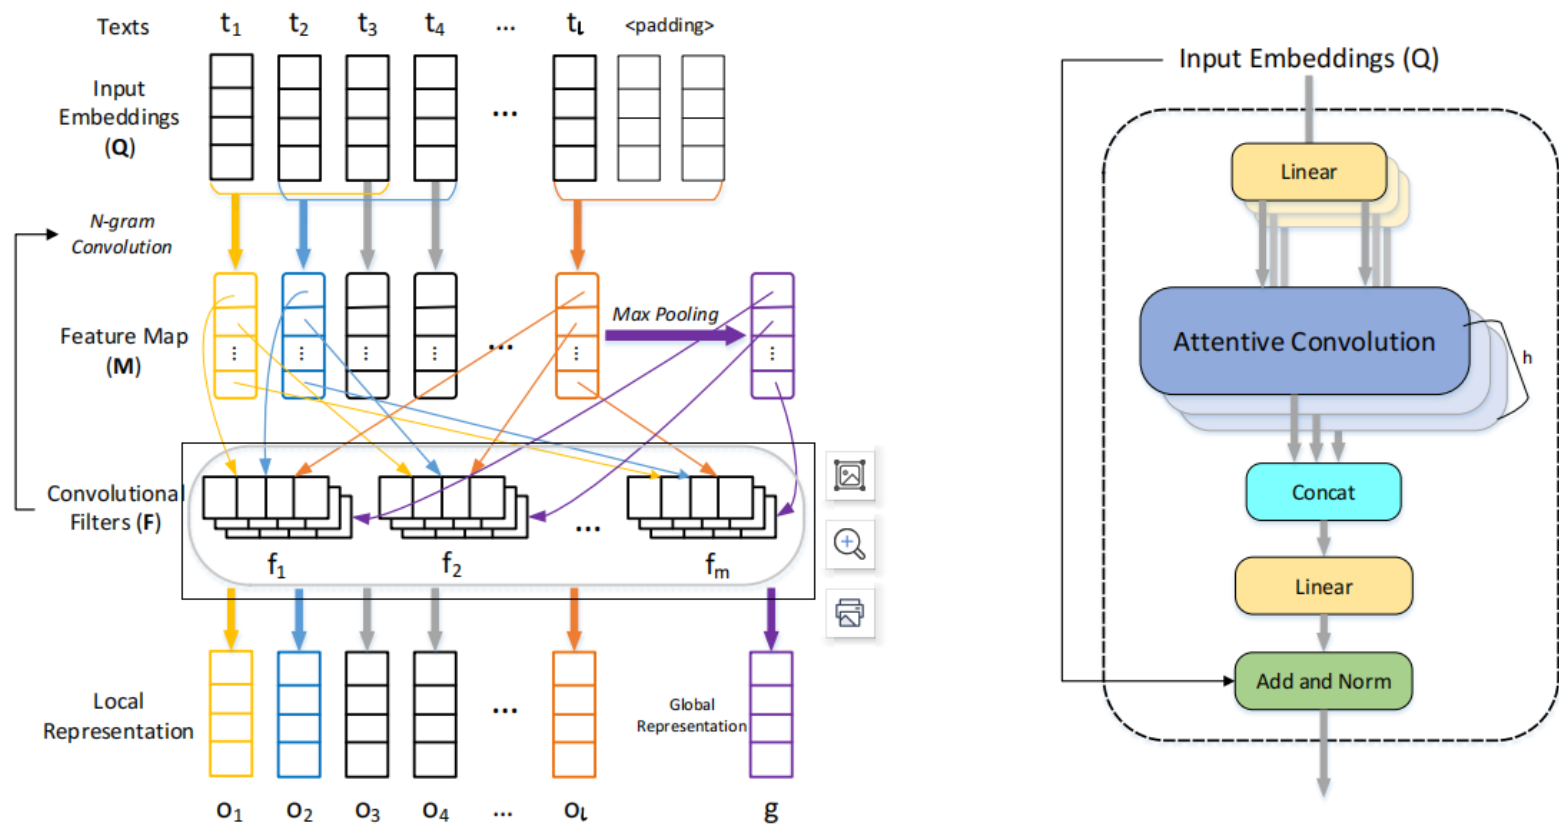 Texts t₁ t₂ t₃ t₄ ... tₗ <padding>
Input
Embeddings
(Q)
...
N-gram
Convolution
Feature Map
(M)
...
Max Pooling
Convolutional
Filters (F)
...
f₁ f₂ fₘ
Local
Representation
...
Global
Representation
o₁ o₂ o₃ o₄ ... oₗ g
Input Embeddings (Q)
Linear
Attentive Convolution
h
Concat
Linear
Add and Norm